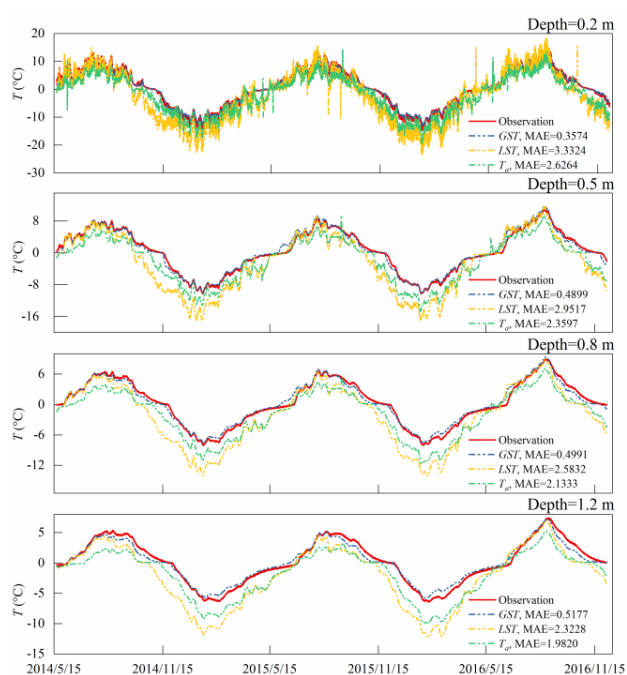 Depth=0.2 m
20
10
0
-10
-20
-30
T (°C)
Observation
GST, MAE=0.3574
LST, MAE=3.3324
Ta, MAE=2.6264
Depth=0.5 m
8
0
-8
-16
T (°C)
Observation
GST, MAE=0.4899
LST, MAE=2.9517
Ta, MAE=2.3597
Depth=0.8 m
6
0
-6
-12
T (°C)
Observation
GST, MAE=0.4991
LST, MAE=2.5832
Ta, MAE=2.1333
Depth=1.2 m
5
0
-5
-10
-15
T (°C)
Observation
GST, MAE=0.5177
LST, MAE=2.3228
Ta, MAE=1.9820
2014/5/15 2014/11/15 2015/5/15 2015/11/15 2016/5/15 2016/11/15